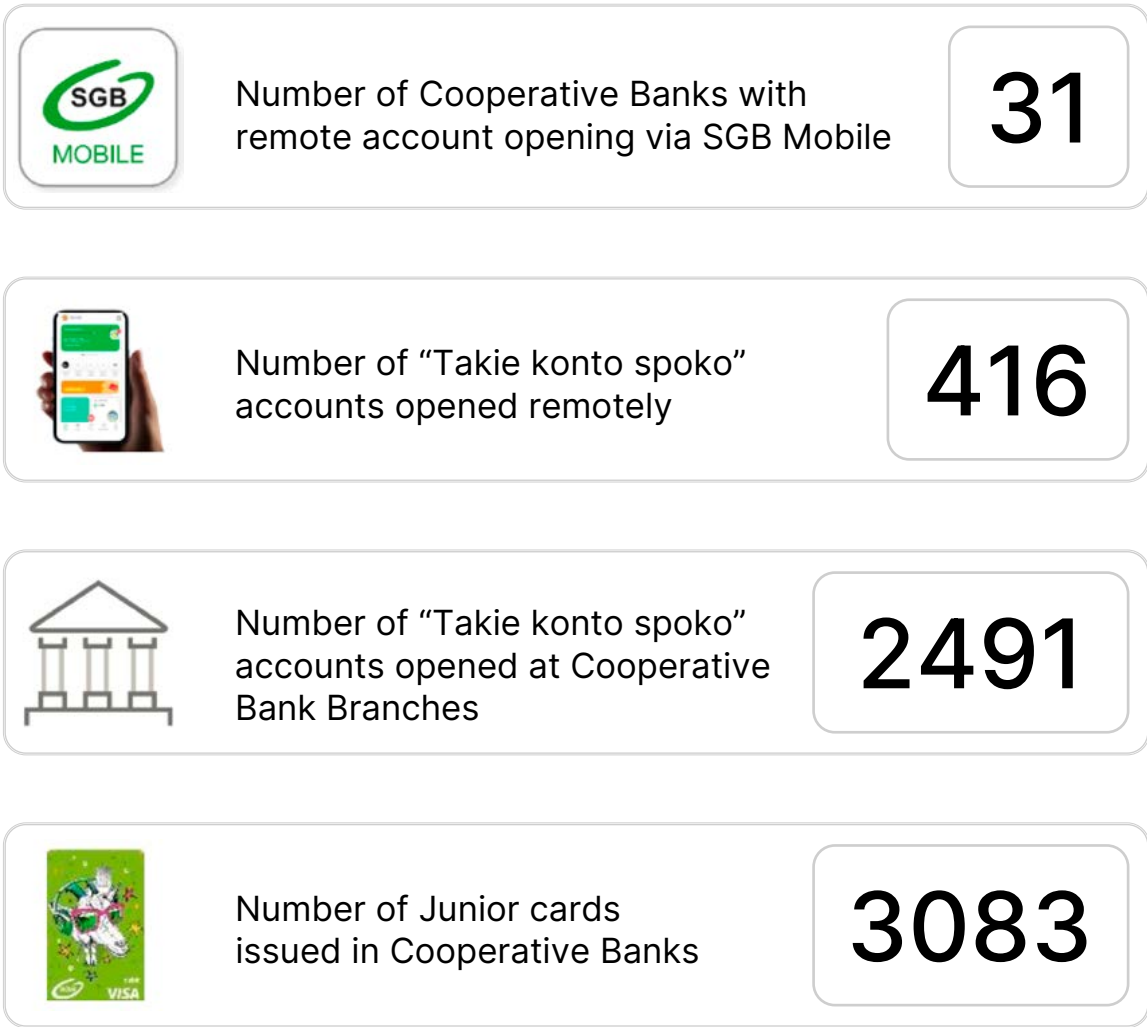 SGB
MOBILE
Number of Cooperative Banks with
remote account opening via SGB Mobile
31
Number of “Takie konto spoko”
accounts opened remotely
416
Number of “Takie konto spoko”
accounts opened at Cooperative
Bank Branches
2491
Number of Junior cards
issued in Cooperative Banks
3083
SGB
VISA